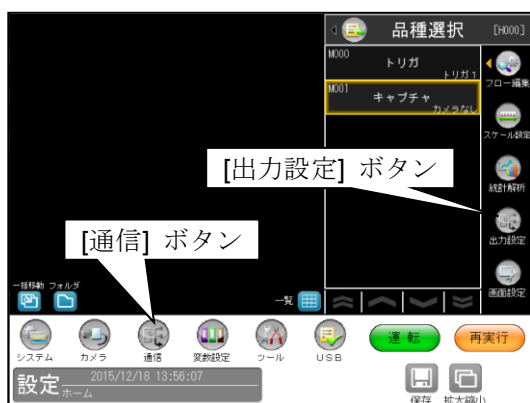 品種選択 [H000]
M000
トリガ
トリガ1
M001
キャプチャ
カメラなし
フロー編集
スケール設定
統計解析
出力設定
画面設定
[出力設定] ボタン
[通信] ボタン
一括移動 フォルダ
一覧
システム カメラ 通信 変数設定 ツール USB
運転 再実行
設定 2015/12/18 13:56:07
ホーム
保存 拡大縮小